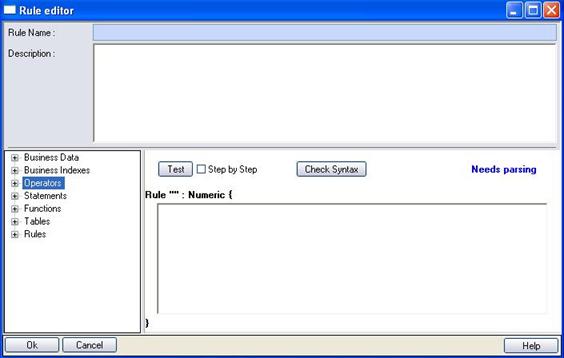 Rule editor
Rule Name :
Description :
Business Data
Business Indexes
Operators
Statements
Functions
Tables
Rules
Test Step by Step Check Syntax Needs parsing
Rule "" : Numeric {
}
Ok Cancel Help